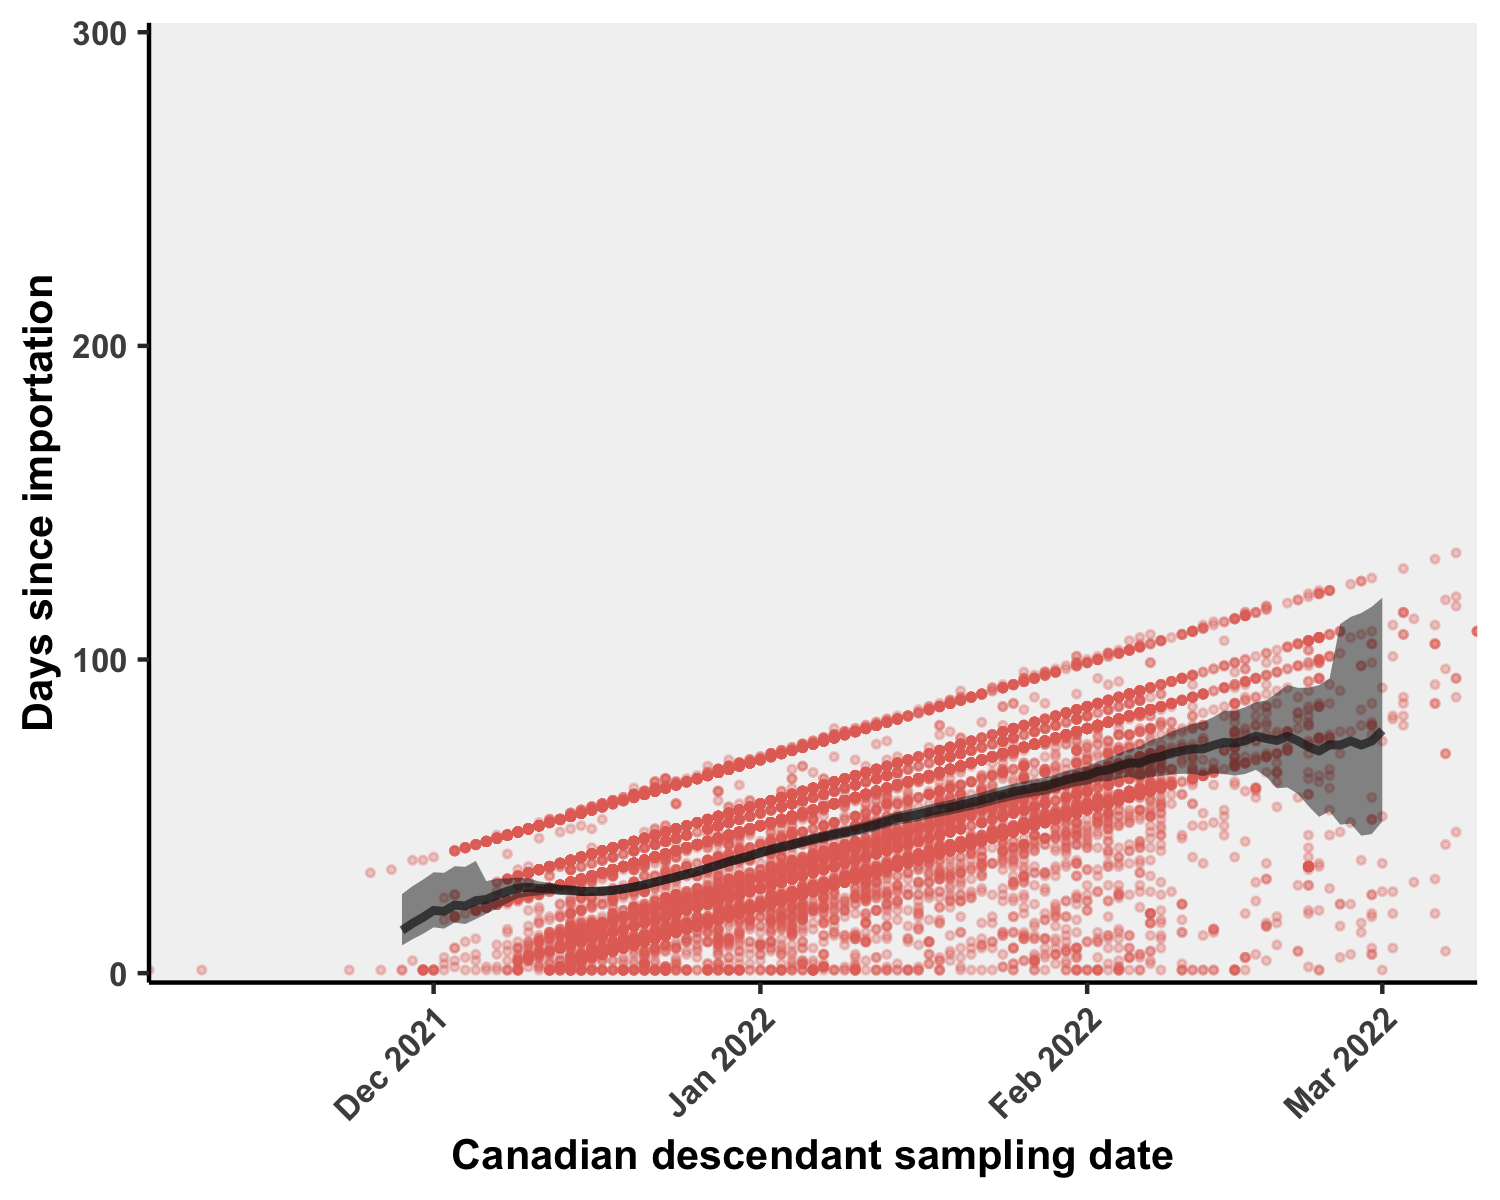 300
200
100
0
Days since importation
Dec 2021
Jan 2022
Feb 2022
Mar 2022
Canadian descendant sampling date